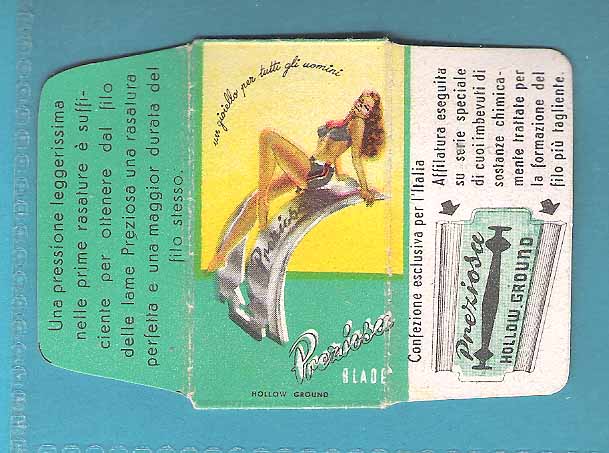 Una pressione leggerissima
nelle prime rasature è suffi-
ciente per ottenere dal filo
delle lame Preziosa una rasatura
perfetta e una maggior durata del
filo stesso.
un gioiello per tutti gli uomini
Preziosa
Preziosa
BLADE
HOLLOW GROUND
Affilatura eseguita
su serie speciale
di cuoi imbevuti di
sostanze chimica-
mente trattate per
la formazione del
filo più tagliente.
Confezione esclusiva per l'Italia
Preziosa
HOLLOW GROUND